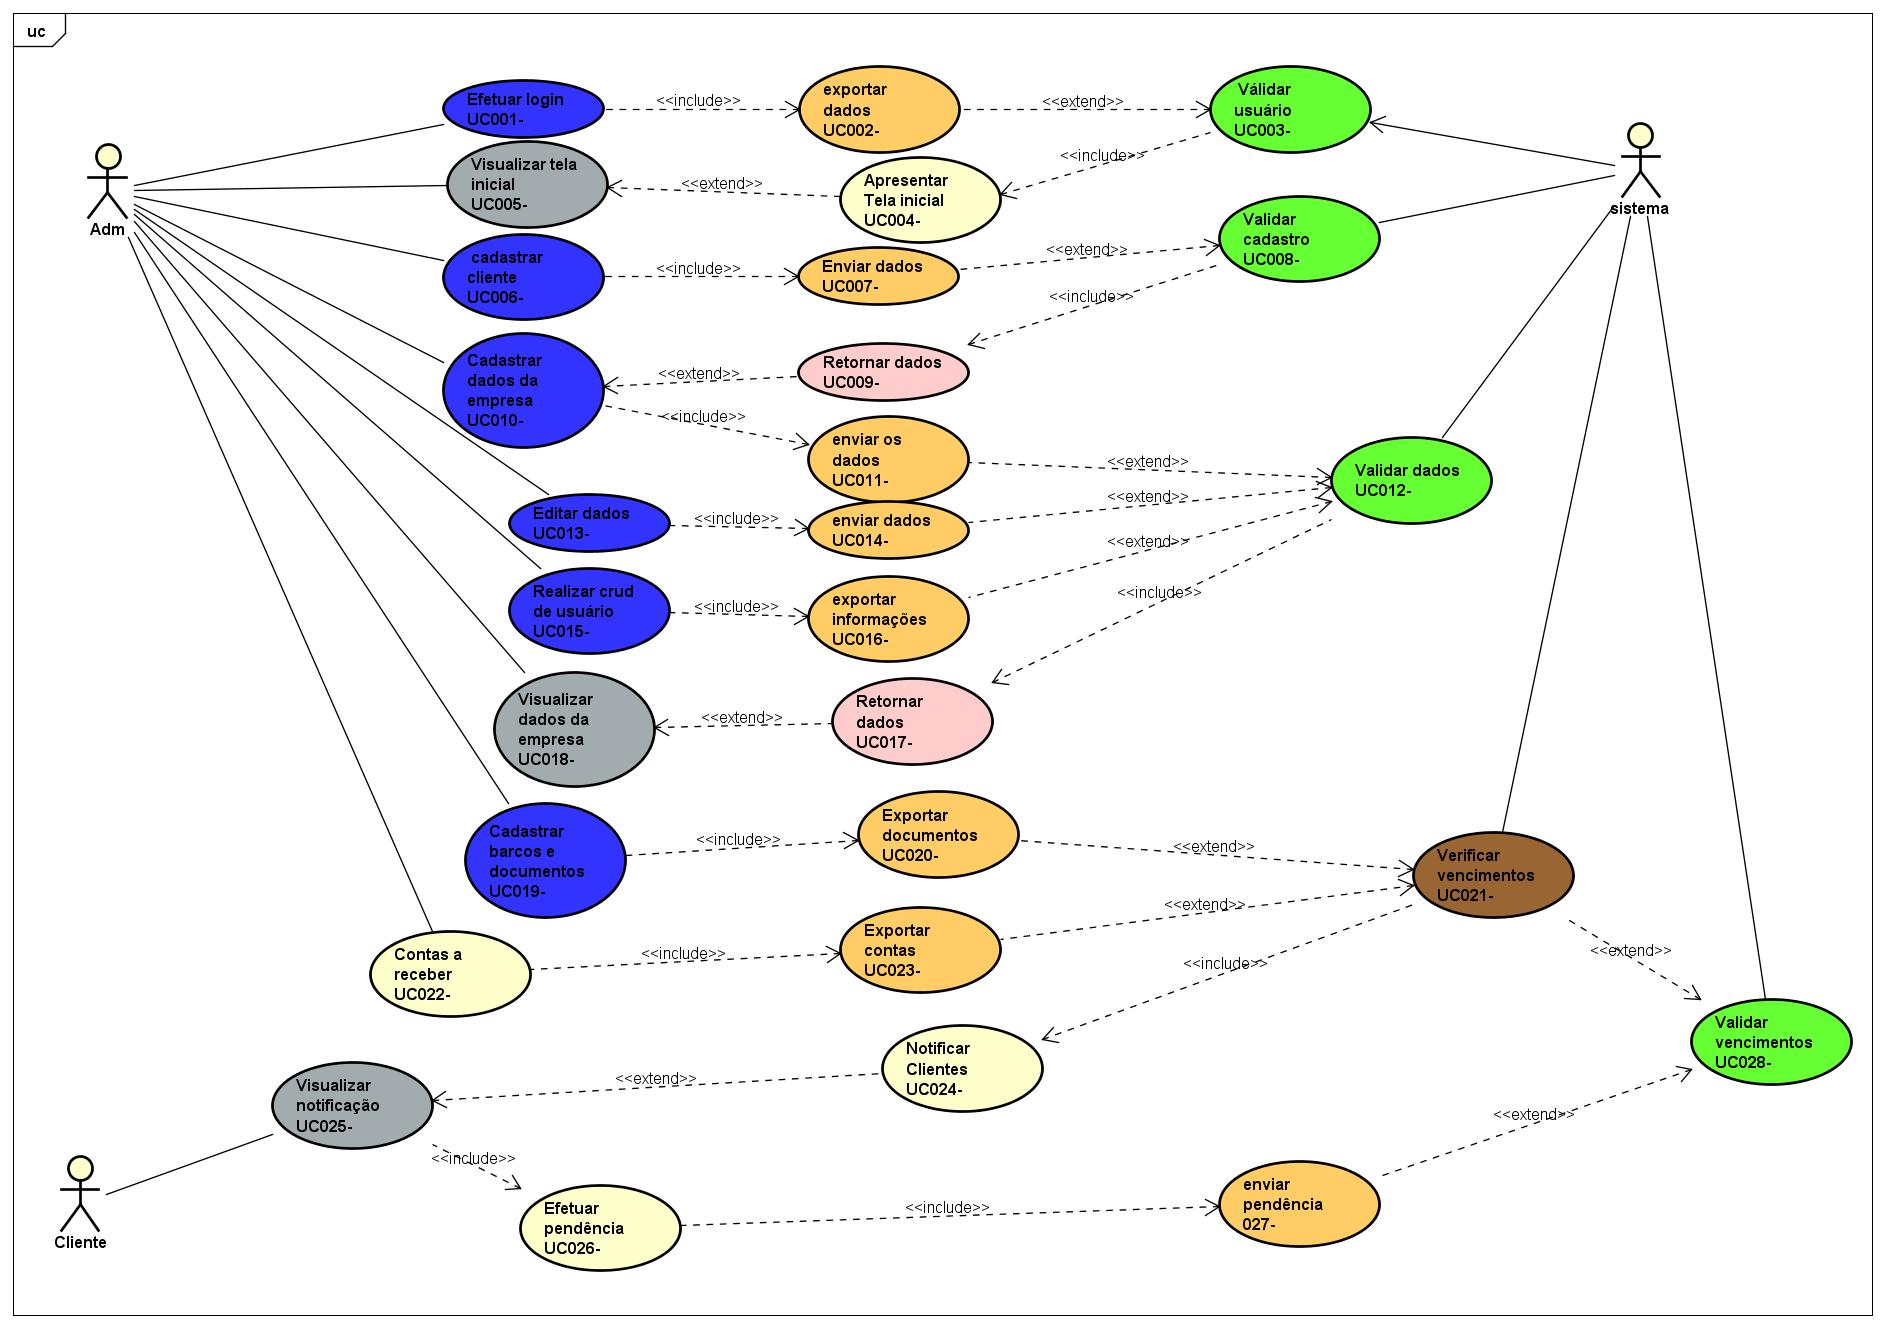 uc
Efetuar login
UC001-
<<include>>
exportar
dados
UC002-
<<extend>>
Válidar
usuário
UC003-
<<include>>
Adm
Visualizar tela
inicial
UC005-
<<extend>>
Apresentar
Tela inicial
UC004-
sistema
cadastrar
cliente
UC006-
<<include>>
Enviar dados
UC007-
<<extend>>
Validar
cadastro
UC008-
<<include>>
Cadastrar
dados da
empresa
UC010-
<<extend>>
Retornar dados
UC009-
<<include>>
enviar os
dados
UC011-
<<extend>>
Validar dados
UC012-
Editar dados
UC013-
<<include>>
enviar dados
UC014-
<<extend>>
Realizar crud
de usuário
UC015-
<<include>>
exportar
informações
UC016-
<<extend>>
<<include>>
Visualizar
dados da
empresa
UC018-
<<extend>>
Retornar
dados
UC017-
Cadastrar
barcos e
documentos
UC019-
<<include>>
Exportar
documentos
UC020-
<<extend>>
Verificar
vencimentos
UC021-
Contas a
receber
UC022-
<<include>>
Exportar
contas
UC023-
<<extend>>
<<include>>
<<extend>>
Validar
vencimentos
UC028-
Notificar
Clientes
UC024-
<<extend>>
Visualizar
notificação
UC025-
<<include>>
Cliente
Efetuar
pendência
UC026-
<<include>>
enviar
pendência
027-
<<extend>>